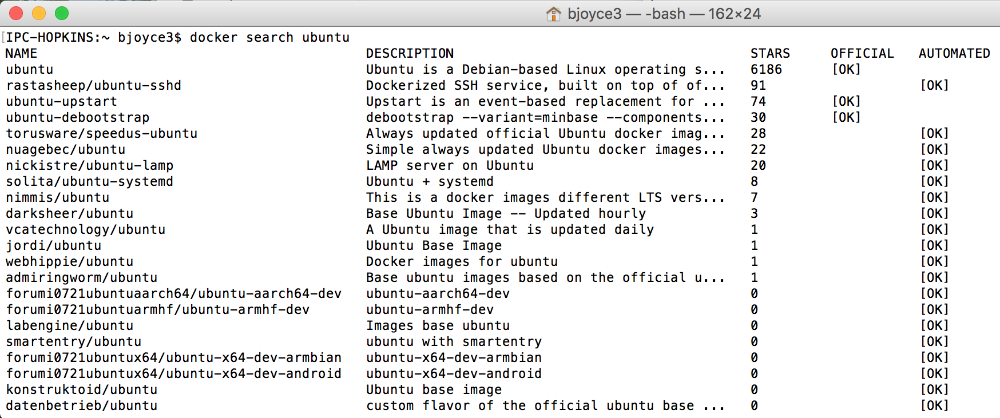 bjoyce3 — -bash — 162×24
[IPC-HOPKINS:~ bjoyce3$ docker search ubuntu
NAME DESCRIPTION STARS OFFICIAL AUTOMATED
ubuntu Ubuntu is a Debian-based Linux operating s... 6186 [OK]
rastasheep/ubuntu-sshd Dockerized SSH service, built on top of of... 91 [OK]
ubuntu-upstart Upstart is an event-based replacement for ... 74 [OK]
ubuntu-debootstrap debootstrap --variant=minbase --components... 30 [OK]
torusware/speedus-ubuntu Always updated official Ubuntu docker imag... 28 [OK]
nuagebec/ubuntu Simple always updated Ubuntu docker images... 22 [OK]
nickistre/ubuntu-lamp LAMP server on Ubuntu 20 [OK]
solita/ubuntu-systemd Ubuntu + systemd 8 [OK]
nimmis/ubuntu This is a docker images different LTS vers... 7 [OK]
darksheer/ubuntu Base Ubuntu Image -- Updated hourly 3 [OK]
vcatechnology/ubuntu A Ubuntu image that is updated daily 1 [OK]
jordi/ubuntu Ubuntu Base Image 1 [OK]
webhippie/ubuntu Docker images for ubuntu 1 [OK]
admiringworm/ubuntu Base ubuntu images based on the official u... 1 [OK]
forumi0721ubuntuaarch64/ubuntu-aarch64-dev ubuntu-aarch64-dev 0 [OK]
forumi0721ubuntuarmhf/ubuntu-armhf-dev ubuntu-armhf-dev 0 [OK]
labengine/ubuntu Images base ubuntu 0 [OK]
smartentry/ubuntu ubuntu with smartentry 0 [OK]
forumi0721ubuntux64/ubuntu-x64-dev-armbian ubuntu-x64-dev-armbian 0 [OK]
forumi0721ubuntux64/ubuntu-x64-dev-android ubuntu-x64-dev-android 0 [OK]
konstruktoid/ubuntu Ubuntu base image 0 [OK]
datenbetrieb/ubuntu custom flavor of the official ubuntu base ... 0 [OK]